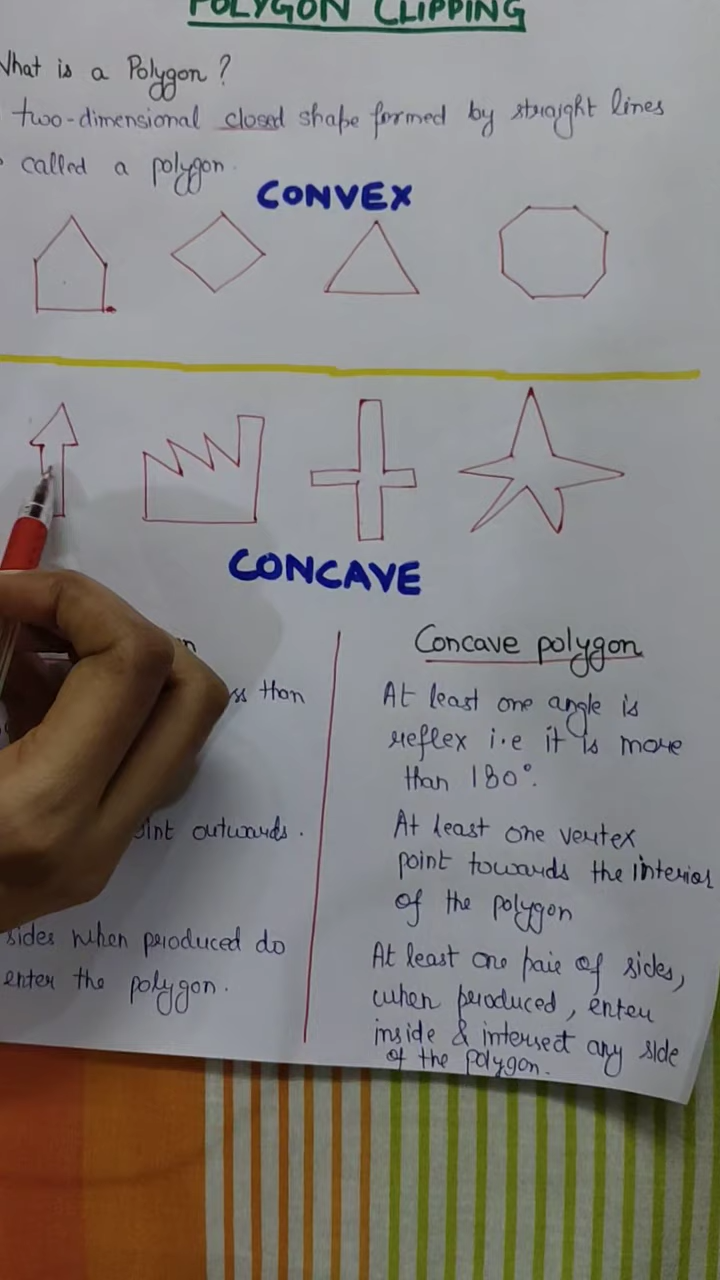 POLYGON CLIPPING
What is a Polygon?
two-dimensional closed shape formed by straight lines
called a polygon.
CONVEX
CONCAVE
than
outwards.
sides when produced do
enter the polygon.
Concave polygon
At least one angle is
reflex i.e it is more
than 180°.
At least one vertex
point towards the interior
of the polygon
At least one pair of sides,
when produced, enter
inside & intersect any side
of the polygon.